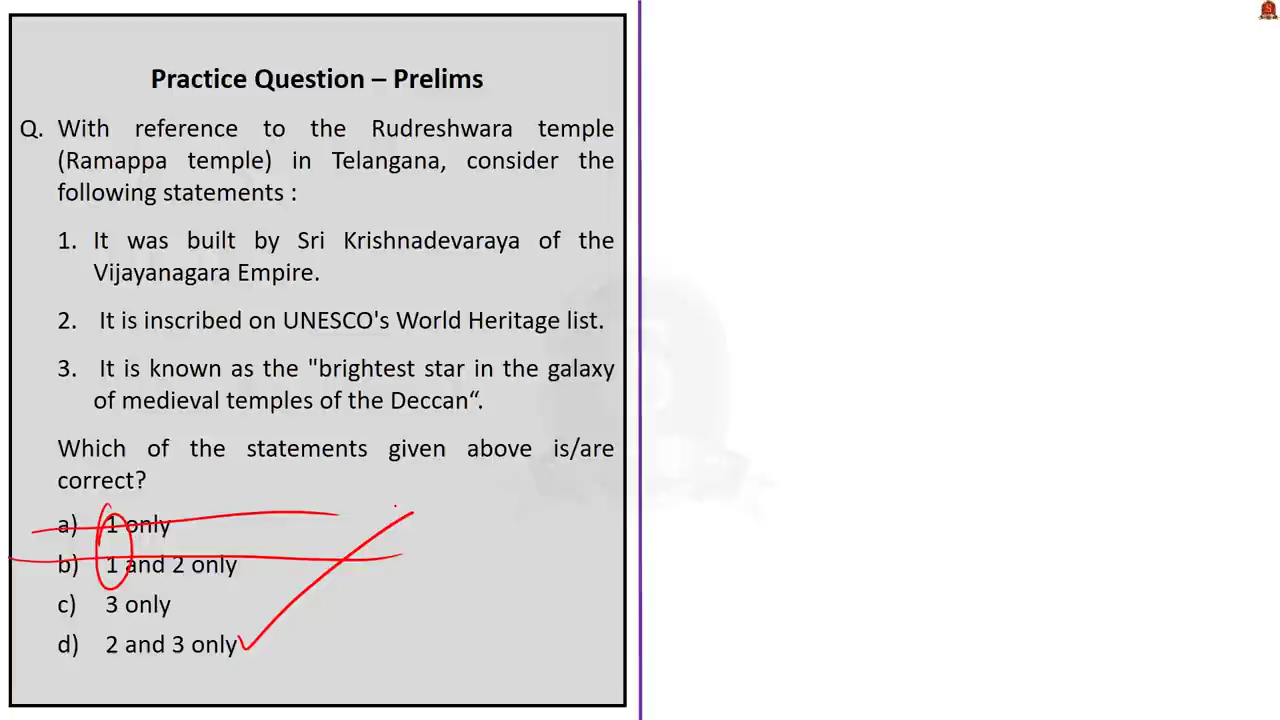 Practice Question – Prelims
Q. With reference to the Rudreshwara temple
(Ramappa temple) in Telangana, consider the
following statements :
1. It was built by Sri Krishnadevaraya of the
Vijayanagara Empire.
2. It is inscribed on UNESCO's World Heritage list.
3. It is known as the "brightest star in the galaxy
of medieval temples of the Deccan“.
Which of the statements given above is/are
correct?
a) 1 only
b) 1 and 2 only
c) 3 only
d) 2 and 3 only